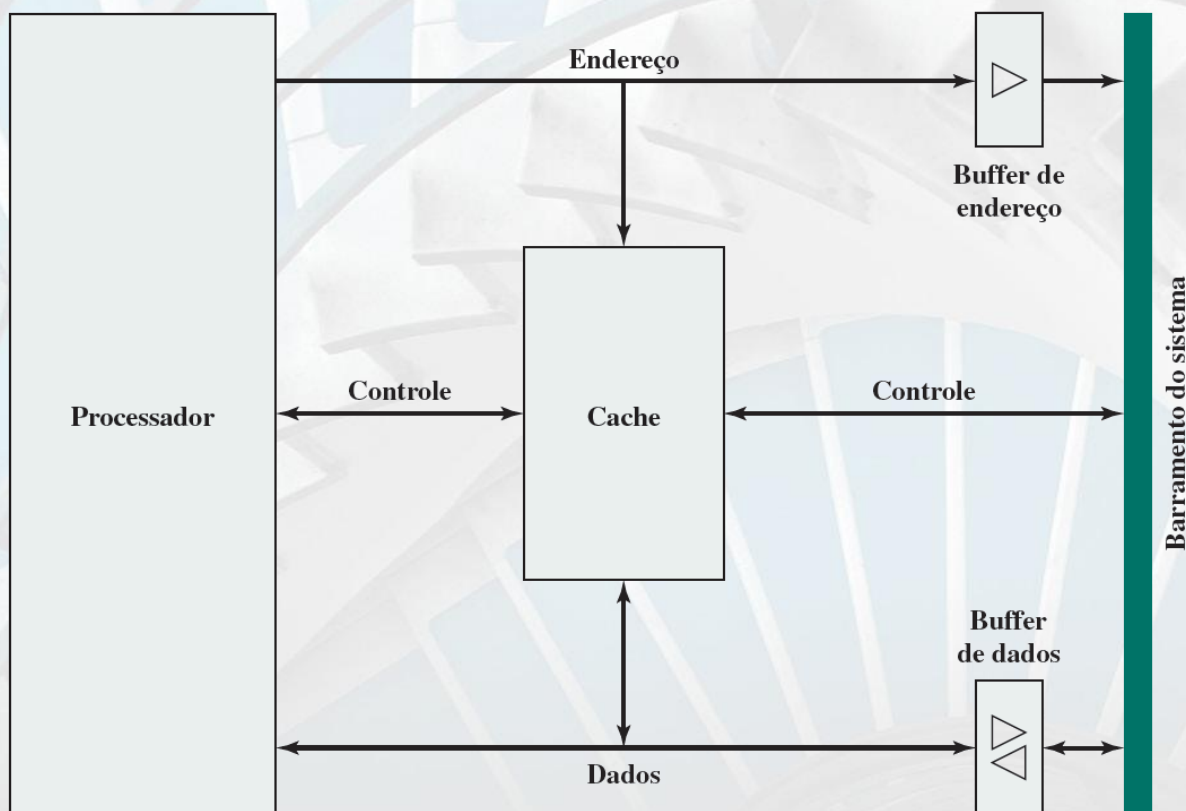 Endereço
Buffer de
endereço
Processador
Controle
Cache
Controle
Barramento do sistema
Buffer
de dados
Dados